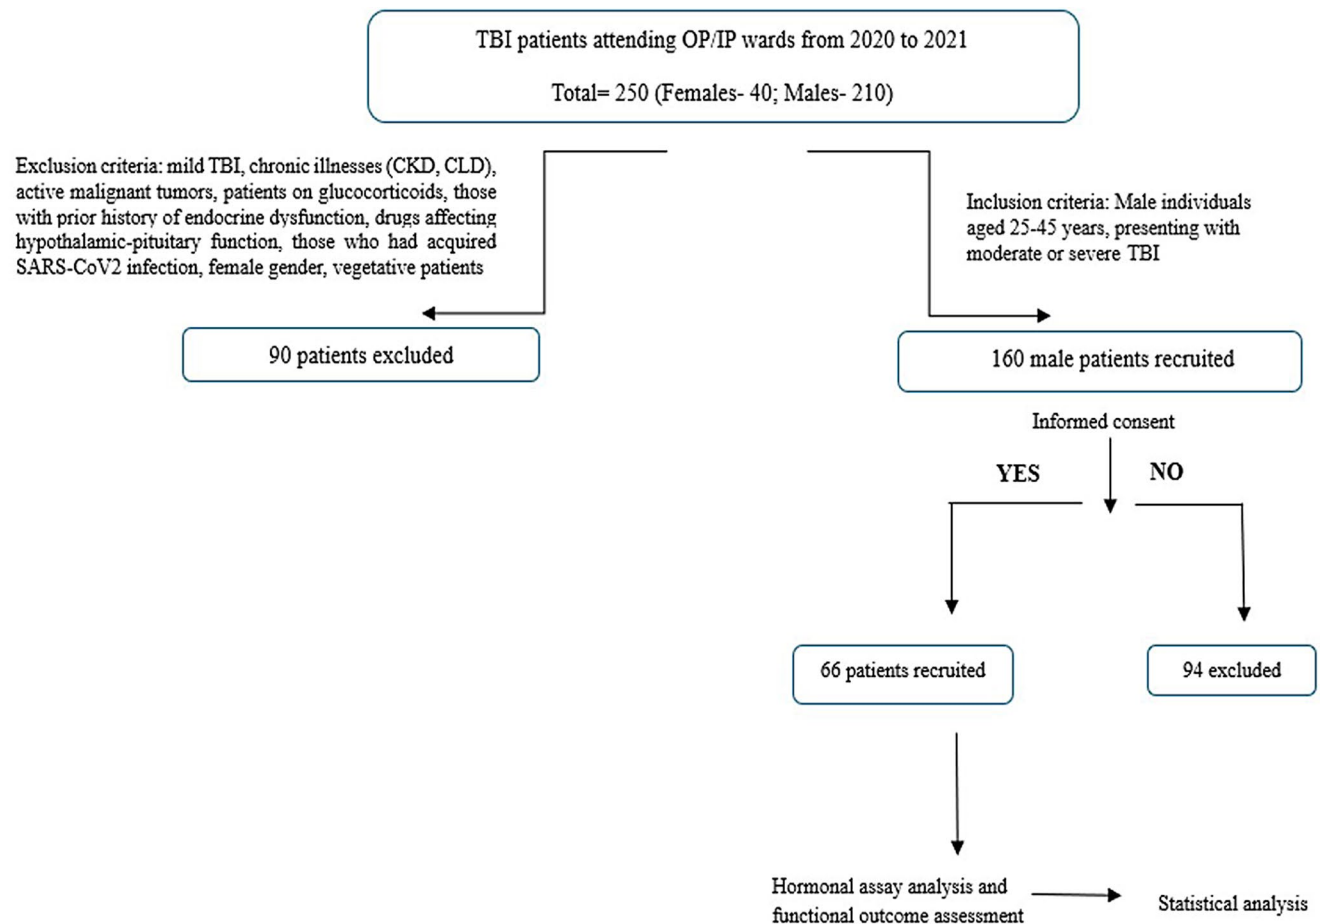 TBI patients attending OP/IP wards from 2020 to 2021
Total= 250 (Females- 40; Males- 210)
Exclusion criteria: mild TBI, chronic illnesses (CKD, CLD),
active malignant tumors, patients on glucocorticoids, those
with prior history of endocrine dysfunction, drugs affecting
hypothalamic-pituitary function, those who had acquired
SARS-CoV2 infection, female gender, vegetative patients
Inclusion criteria: Male individuals
aged 25-45 years, presenting with
moderate or severe TBI
90 patients excluded
160 male patients recruited
Informed consent
YES
NO
66 patients recruited
94 excluded
Hormonal assay analysis and
functional outcome assessment
Statistical analysis